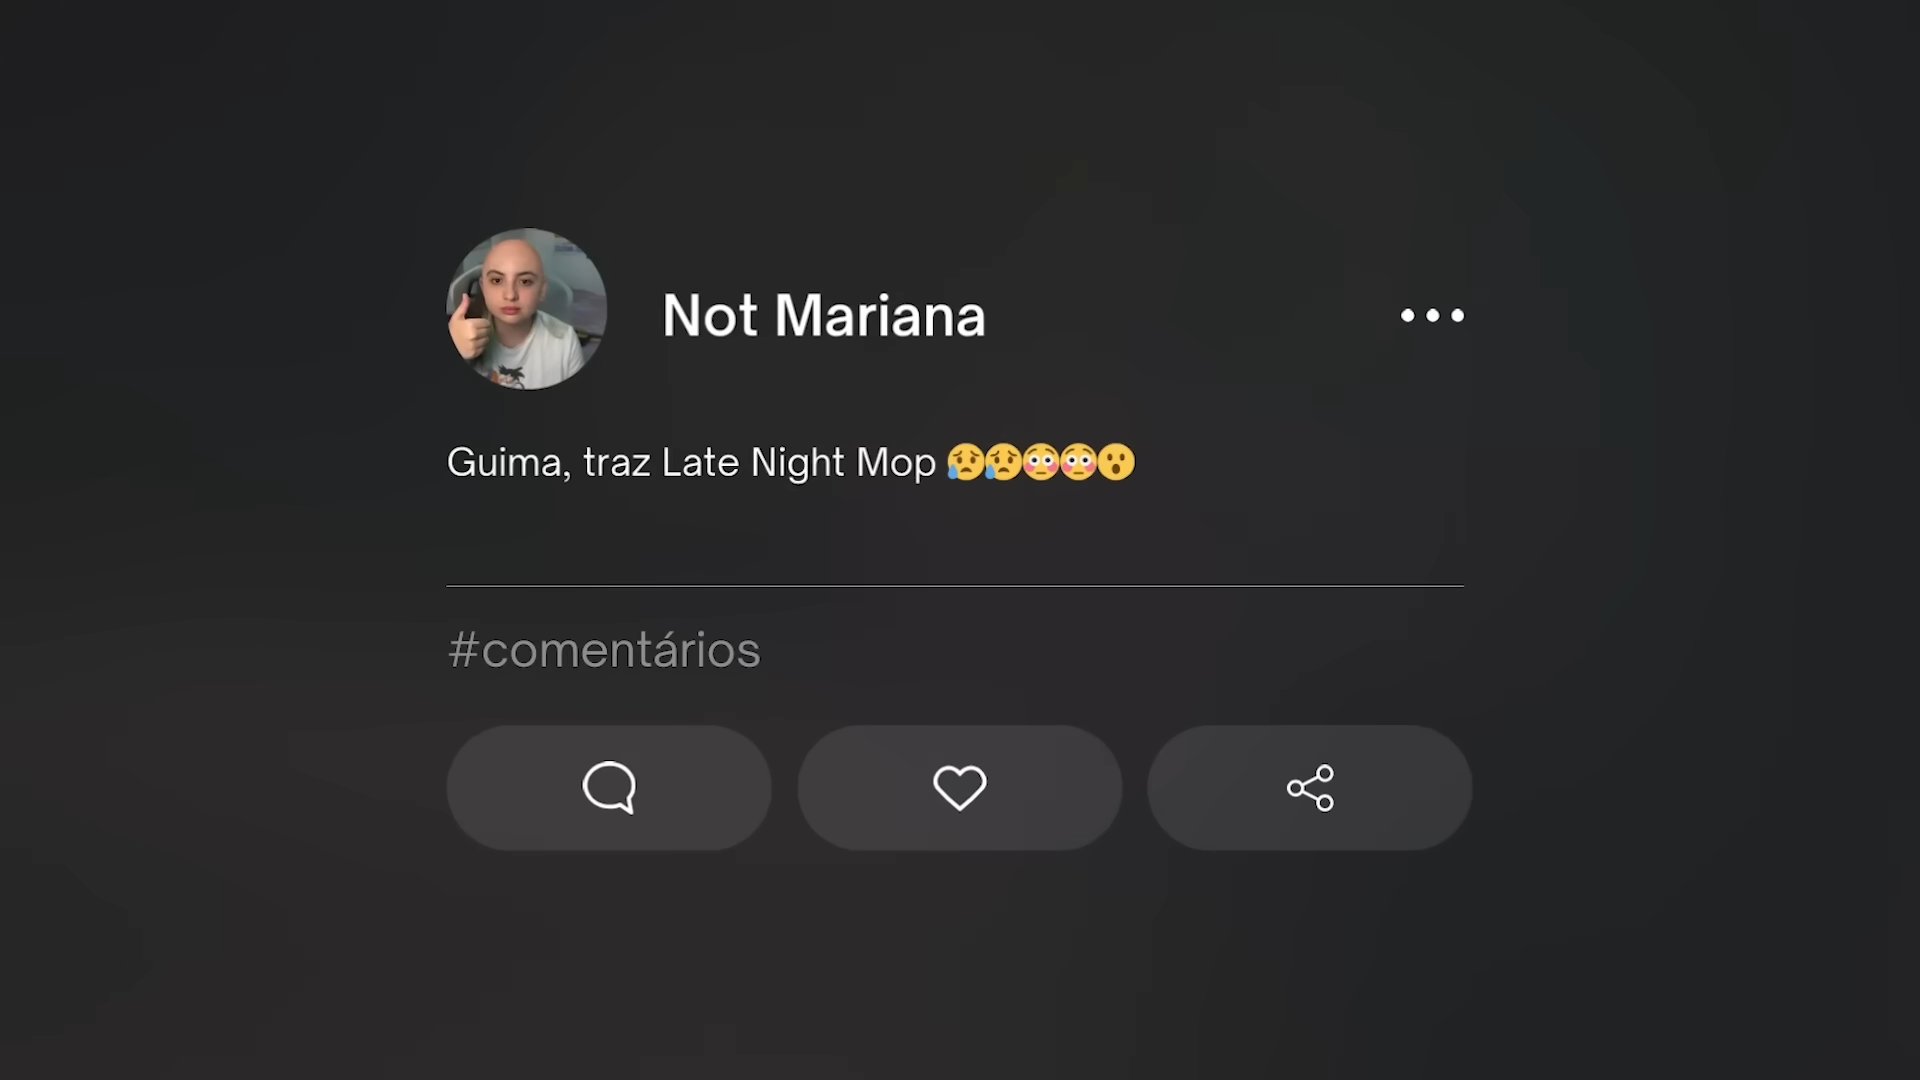 Not Mariana
Guima, traz Late Night Mop 😥😥😳😳😮
#comentários